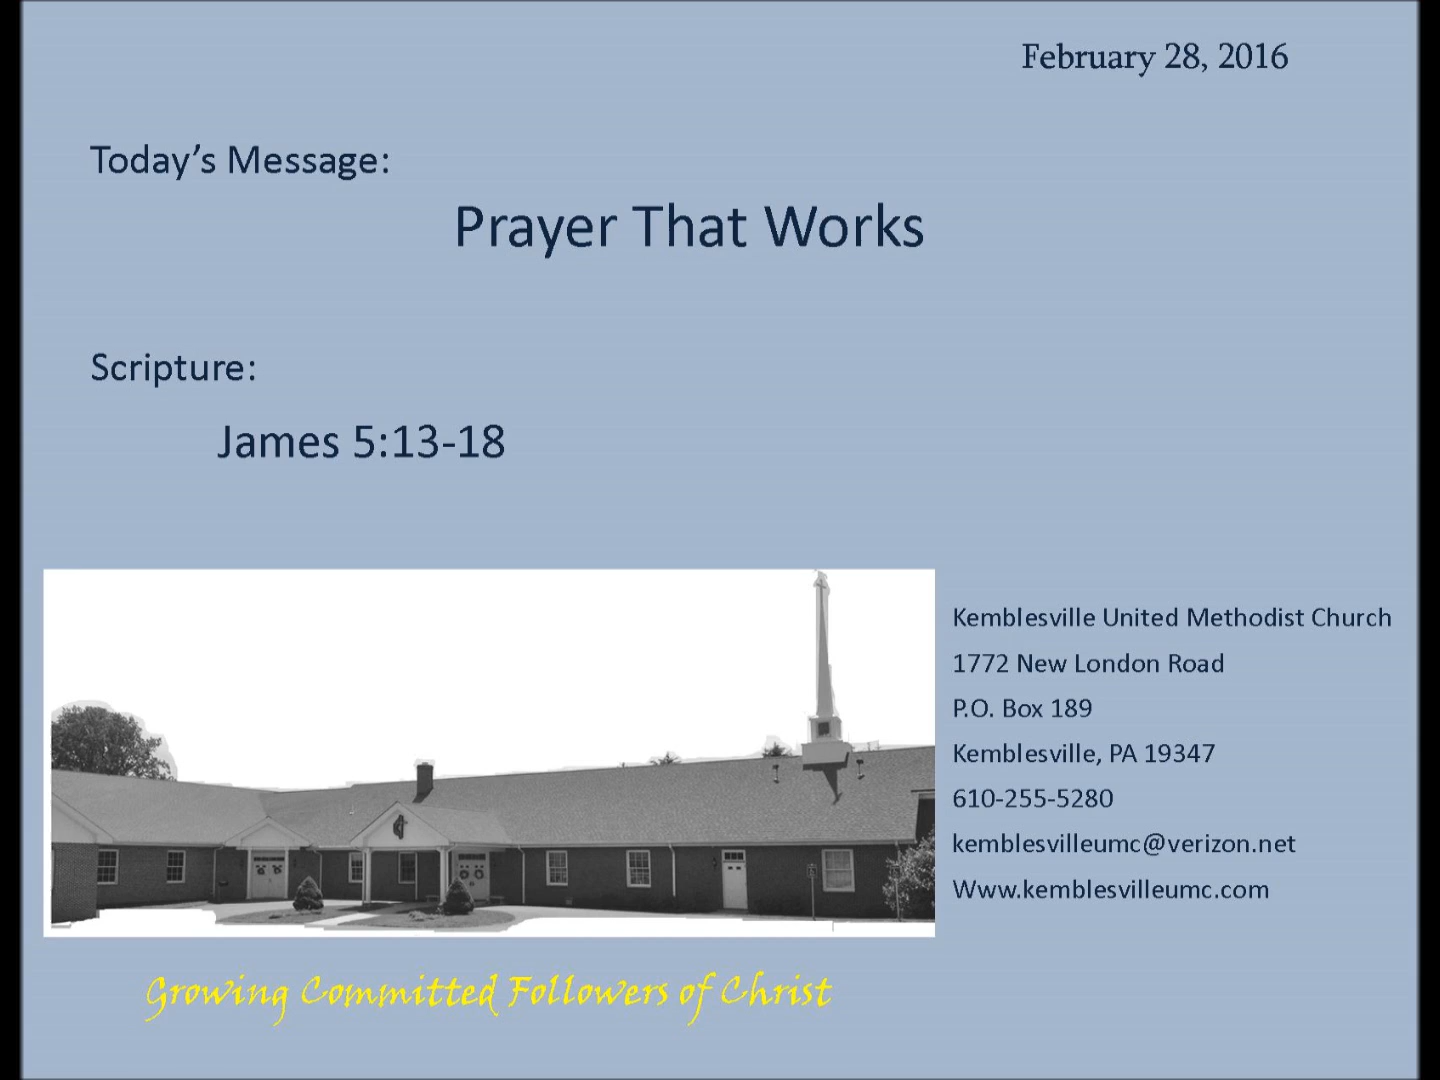 February 28, 2016
Today’s Message:
Prayer That Works
Scripture:
James 5:13-18
Kemblesville United Methodist Church
1772 New London Road
P.O. Box 189
Kemblesville, PA 19347
610-255-5280
kemblesvilleumc@verizon.net
Www.kemblesvilleumc.com
Growing Committed Followers of Christ